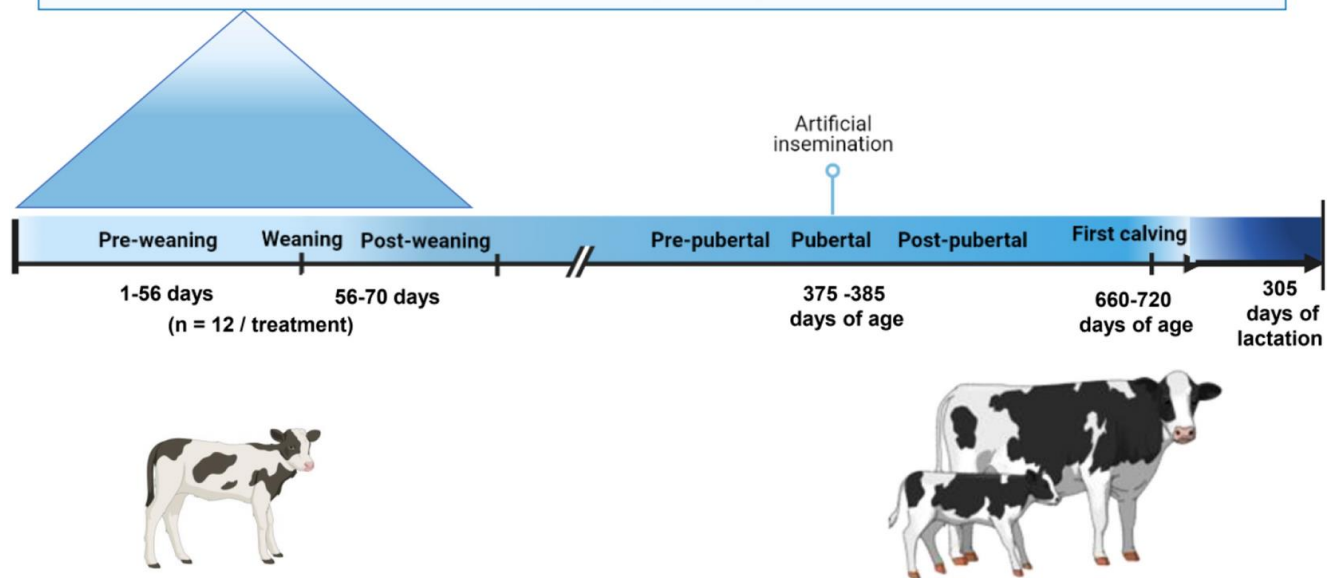 Artificial
insemination
Pre-weaning Weaning Post-weaning Pre-pubertal Pubertal Post-pubertal First calving
1-56 days 56-70 days 375 -385 660-720 305
(n = 12 / treatment) days of age days of age days of
lactation